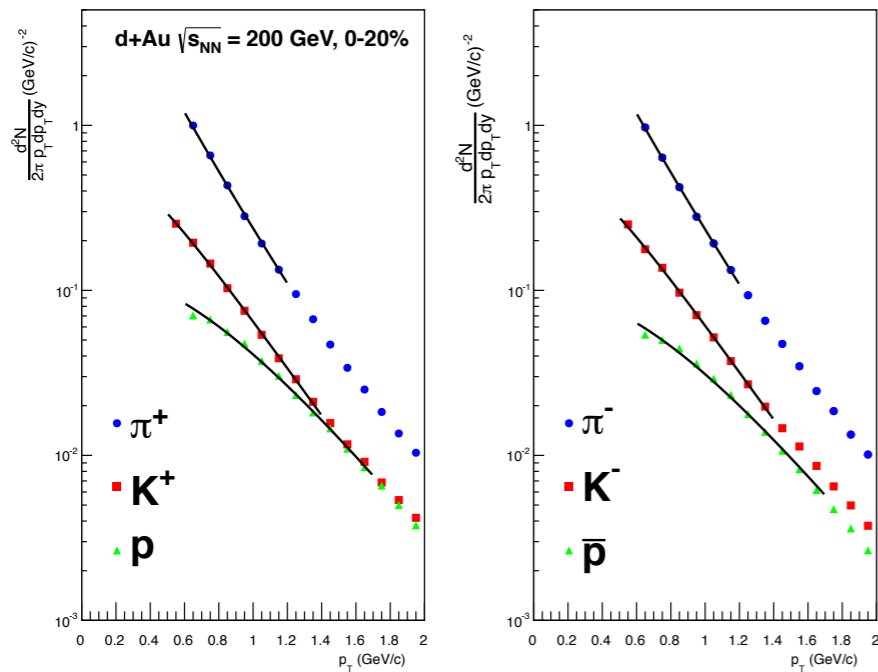 d+Au √s_NN = 200 GeV, 0-20%
d²N
2π p_T dp_T dy
(GeV/c)⁻²
1
10⁻¹
10⁻²
10⁻³
π⁺
K⁺
p
0 0.2 0.4 0.6 0.8 1 1.2 1.4 1.6 1.8 2
p_T (GeV/c)
d²N
2π p_T dp_T dy
(GeV/c)⁻²
1
10⁻¹
10⁻²
10⁻³
π⁻
K⁻
p̅
0 0.2 0.4 0.6 0.8 1 1.2 1.4 1.6 1.8 2
p_T (GeV/c)